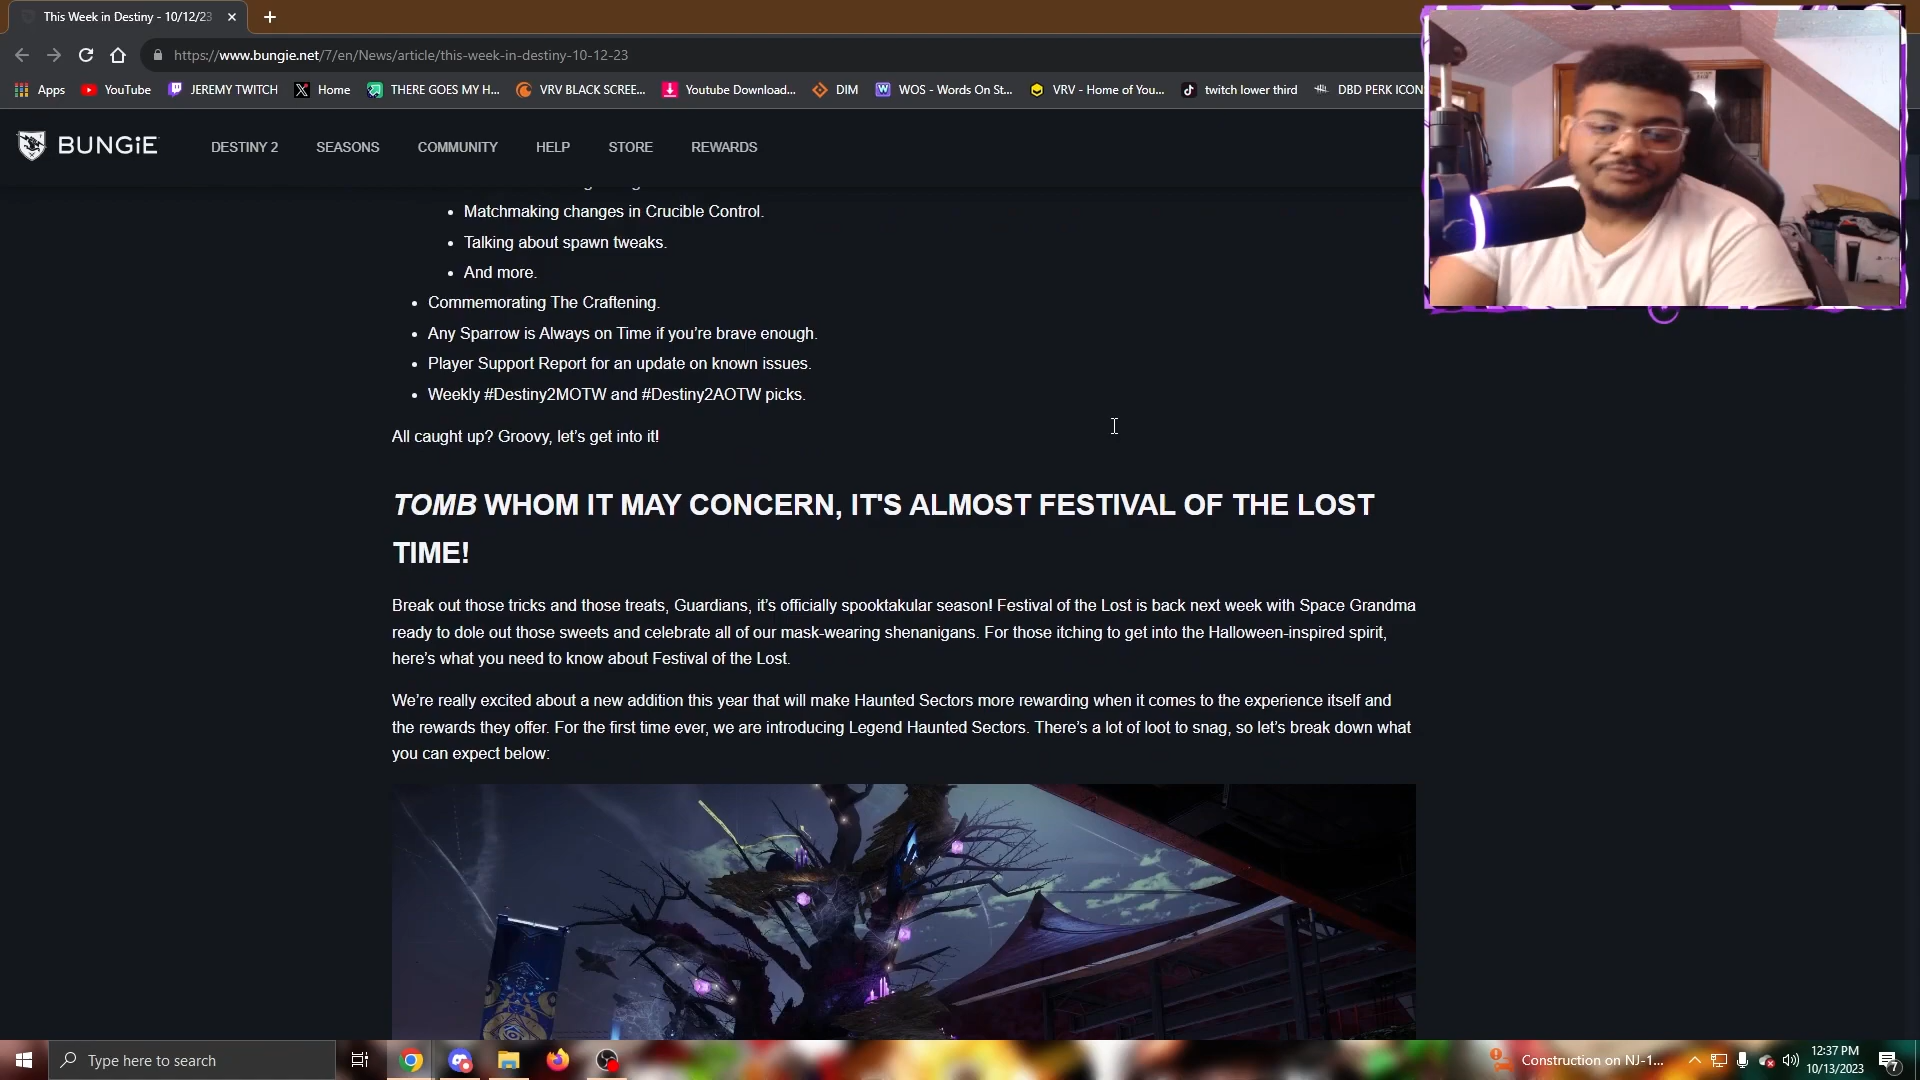 This Week in Destiny - 10/12/23
https://www.bungie.net/7/en/News/article/this-week-in-destiny-10-12-23
Apps YouTube JEREMY TWITCH Home THERE GOES MY H... VRV BLACK SCREE... Youtube Download... DIM WOS - Words On St... VRV - Home of You... twitch lower third DBD PERK ICON
BUNGiE DESTINY 2 SEASONS COMMUNITY HELP STORE REWARDS
• Matchmaking changes in Crucible Control.
• Talking about spawn tweaks.
• And more.
• Commemorating The Craftening.
• Any Sparrow is Always on Time if you’re brave enough.
• Player Support Report for an update on known issues.
• Weekly #Destiny2MOTW and #Destiny2AOTW picks.
All caught up? Groovy, let’s get into it!
TOMB WHOM IT MAY CONCERN, IT'S ALMOST FESTIVAL OF THE LOST
TIME!
Break out those tricks and those treats, Guardians, it’s officially spooktakular season! Festival of the Lost is back next week with Space Grandma
ready to dole out those sweets and celebrate all of our mask-wearing shenanigans. For those itching to get into the Halloween-inspired spirit,
here’s what you need to know about Festival of the Lost.
We’re really excited about a new addition this year that will make Haunted Sectors more rewarding when it comes to the experience itself and
the rewards they offer. For the first time ever, we are introducing Legend Haunted Sectors. There’s a lot of loot to snag, so let’s break down what
you can expect below:
Type here to search
Construction on NJ-1...
12:37 PM
10/13/2023
7